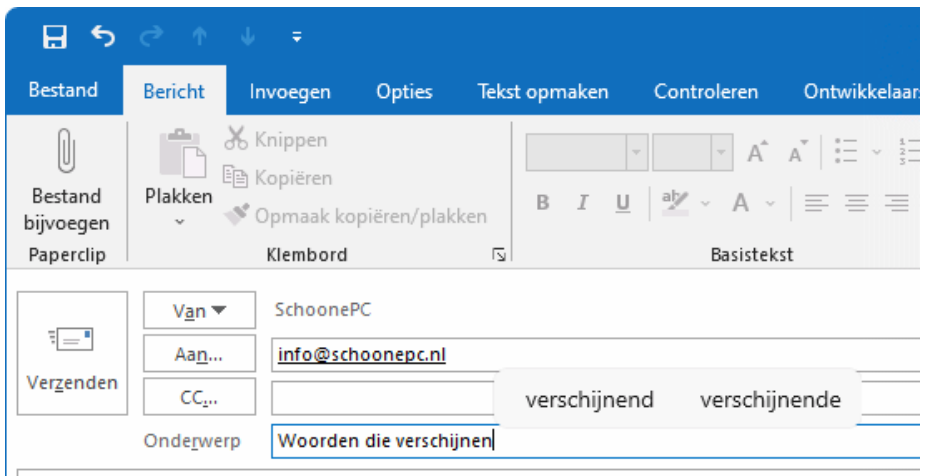 Bestand Bericht Invoegen Opties Tekst opmaken Controleren
Knippen
Kopiëren
Opmaak kopiëren/plakken
Bestand bijvoegen
Plakken
A A
B I U ab A
Paperclip Klembord Basistekst
Van SchoonePC
Aan... info@schoonepc.nl
Verzenden
CC...
verschijnend verschijnende
Onderwerp Woorden die verschijnen